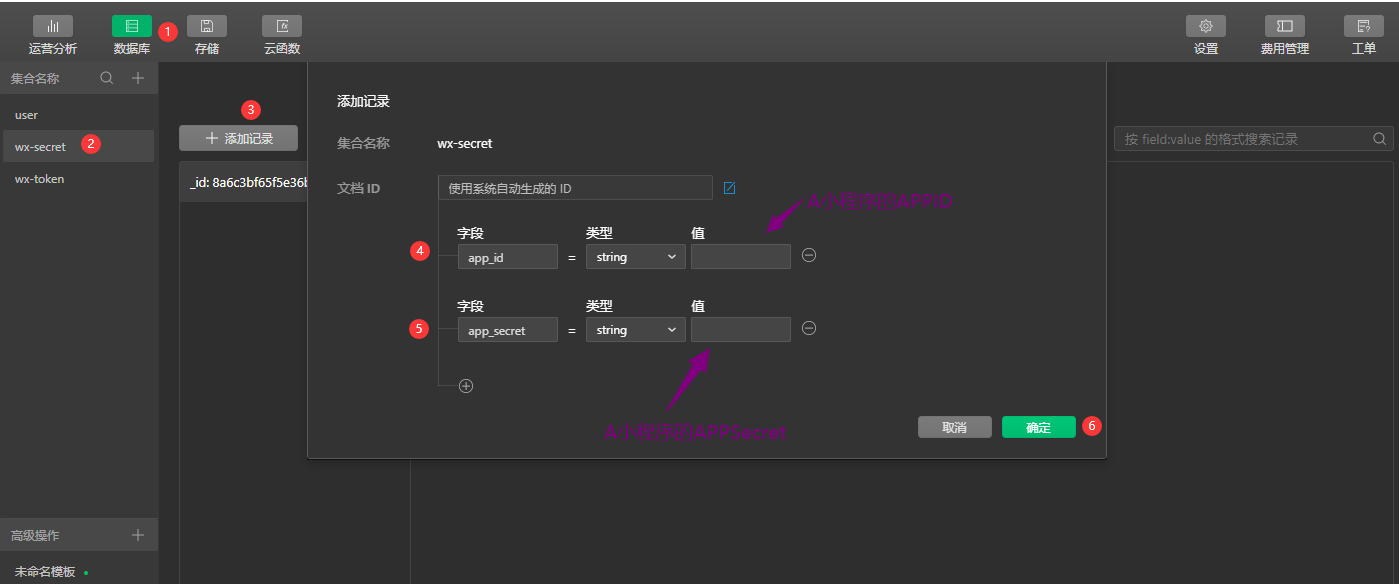 运营分析
数据库
1
存储
云函数
设置
费用管理
工单
集合名称
user
wx-secret
2
wx-token
3
添加记录
_id: 8a6c3bf65f5e36b
按 field:value 的格式搜索记录
添加记录
集合名称
wx-secret
文档 ID
使用系统自动生成的 ID
A小程序的APPID
字段
类型
值
4
app_id
=
string
字段
类型
值
5
app_secret
=
string
A小程序的APPSecret
取消
确定
6
高级操作
未命名模板